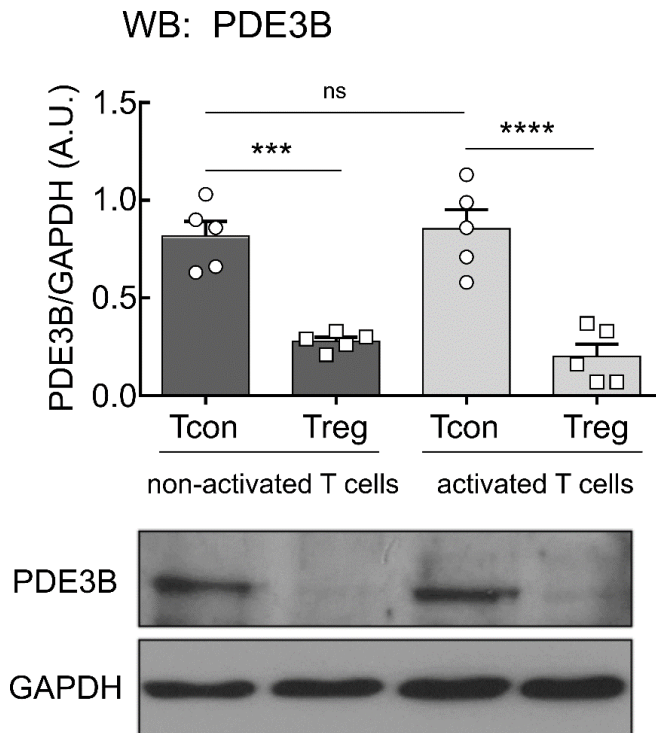 WB: PDE3B
PDE3B/GAPDH (A.U.)
1.5
1.0
0.5
0.0
ns
***
****
Tcon Treg Tcon Treg
non-activated T cells activated T cells
PDE3B
GAPDH